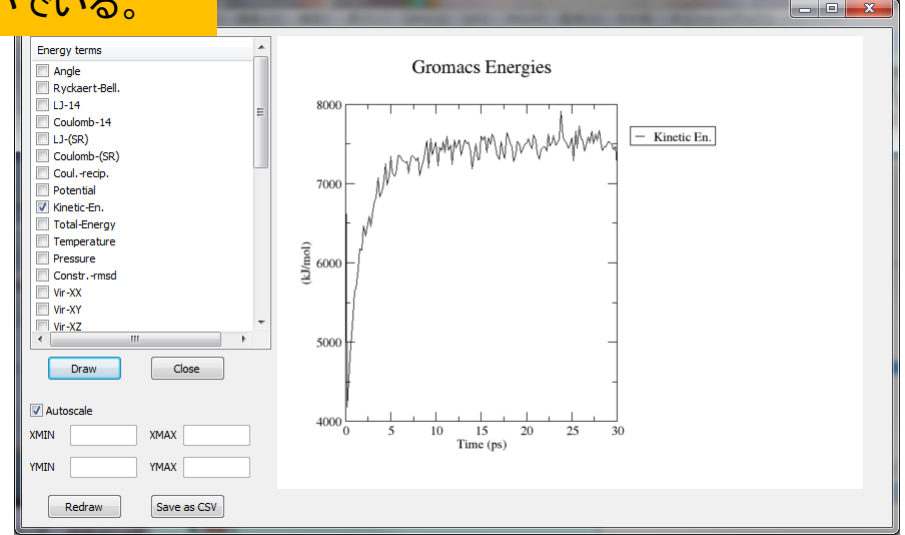 いでいる。
Energy terms
Angle
Ryckaert-Bell.
LJ-14
Coulomb-14
LJ-(SR)
Coulomb-(SR)
Coul.-recip.
Potential
Kinetic-En.
Total-Energy
Temperature
Pressure
Constr.-rmsd
Vir-XX
Vir-XY
Vir-XZ
Draw
Close
Autoscale
XMIN
XMAX
YMIN
YMAX
Redraw
Save as CSV
Gromacs Energies
Kinetic En.
(kJ/mol)
8000
7000
6000
5000
4000
0 5 10 15 20 25 30
Time (ps)